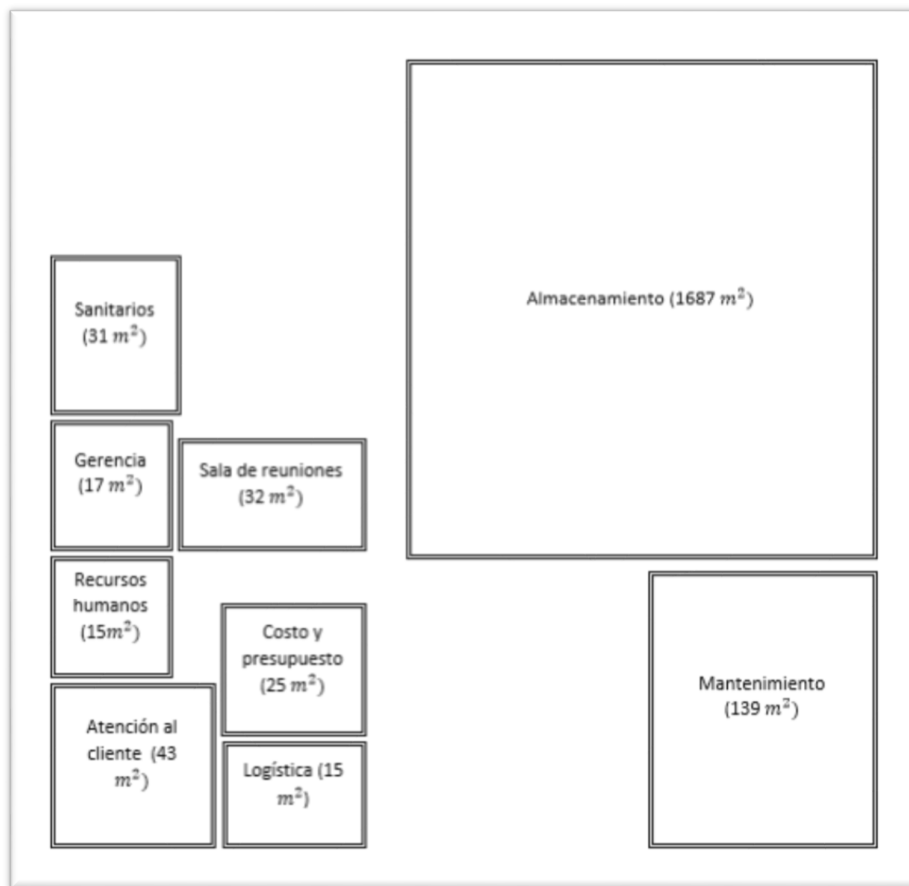 Almacenamiento (1687 m²)
Sanitarios
(31 m²)
Gerencia
(17 m²)
Sala de reuniones
(32 m²)
Recursos
humanos
(15m²)
Costo y
presupuesto
(25 m²)
Mantenimiento
(139 m²)
Atención al
cliente (43
m²)
Logística (15
m²)